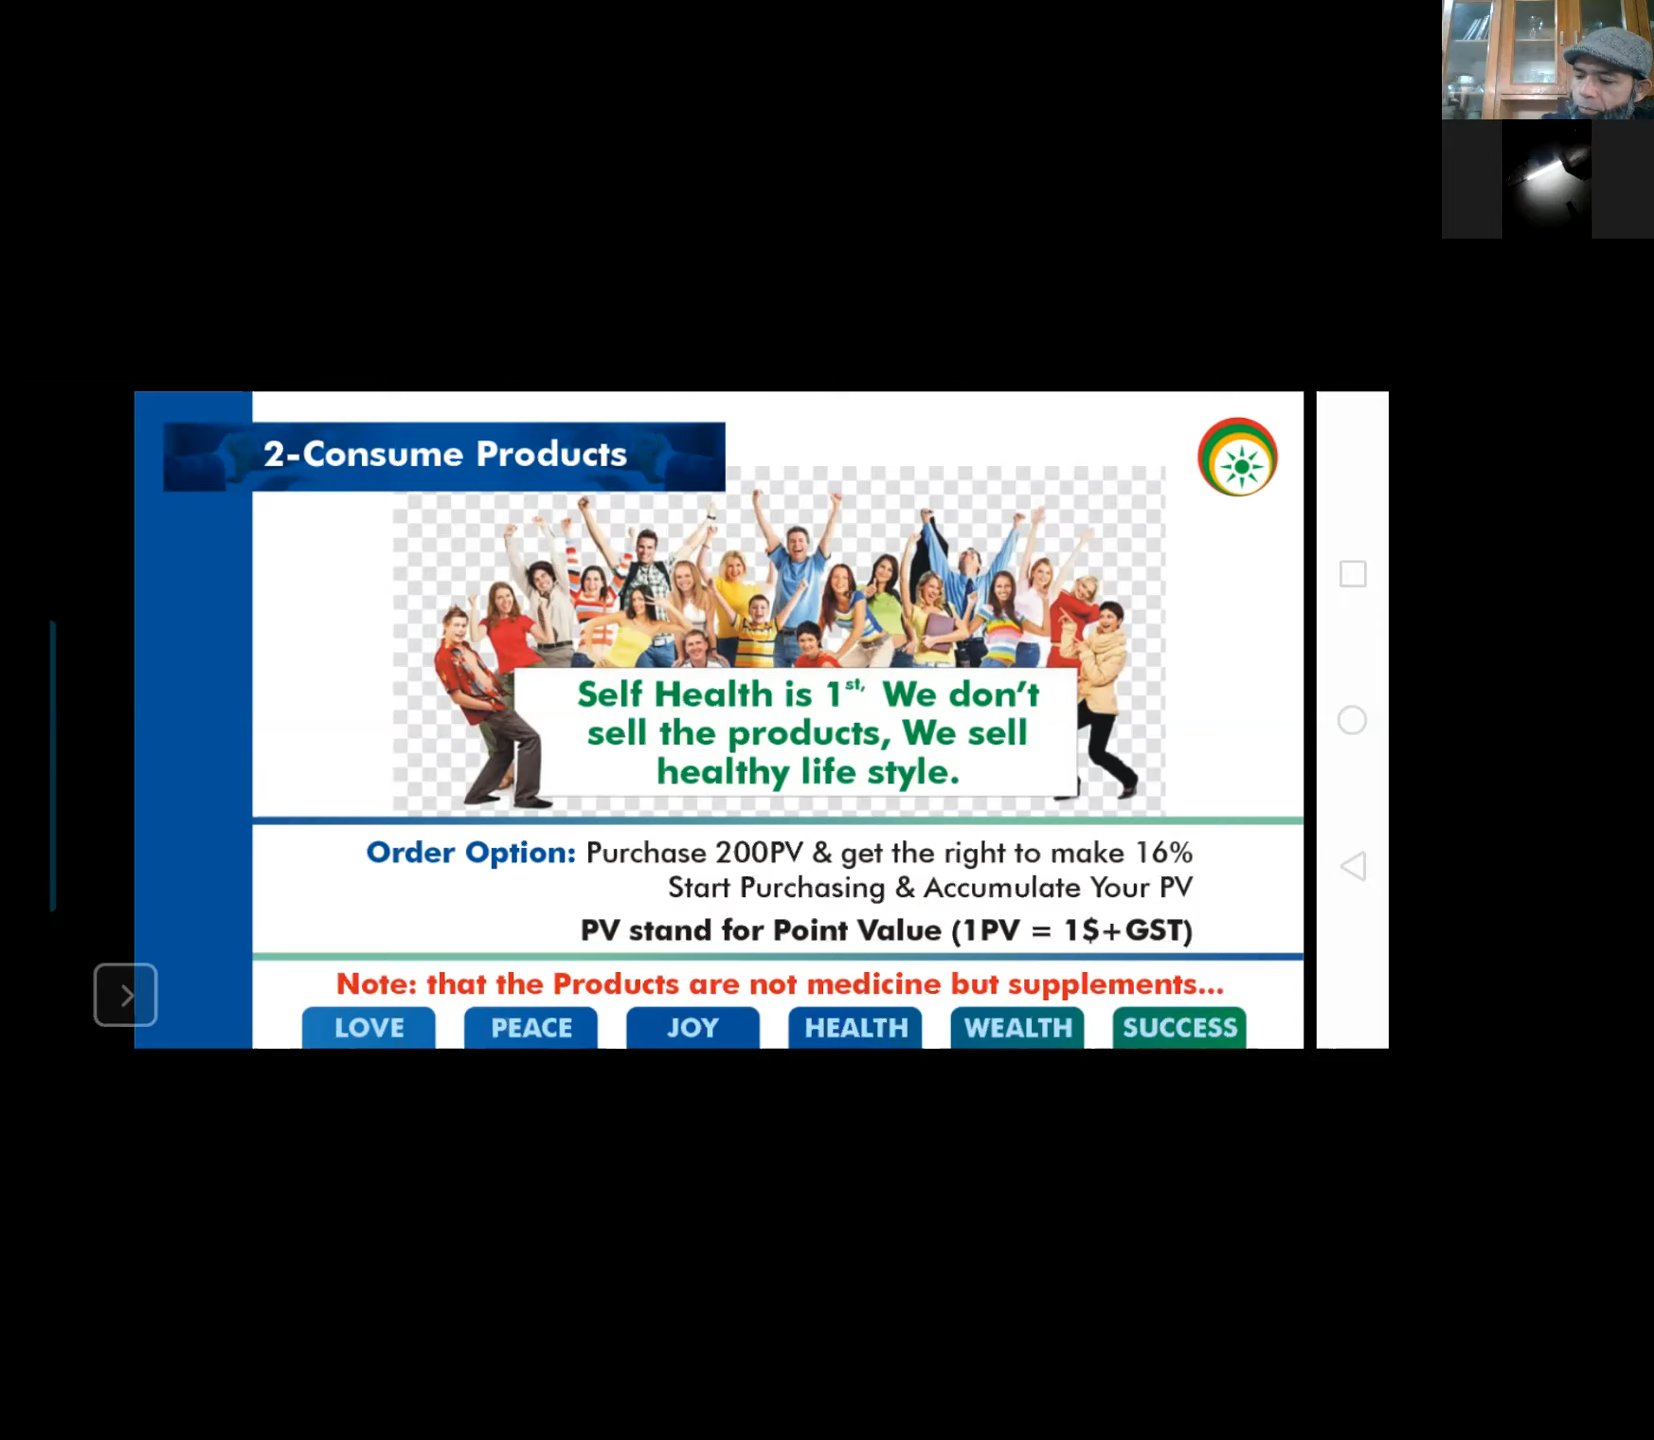 2-Consume Products
Self Health is 1st, We don't
sell the products, We sell
healthy life style.
Order Option: Purchase 200PV & get the right to make 16%
Start Purchasing & Accumulate Your PV
PV stand for Point Value (1PV = 1$+GST)
Note: that the Products are not medicine but supplements...
LOVE PEACE JOY HEALTH WEALTH SUCCESS